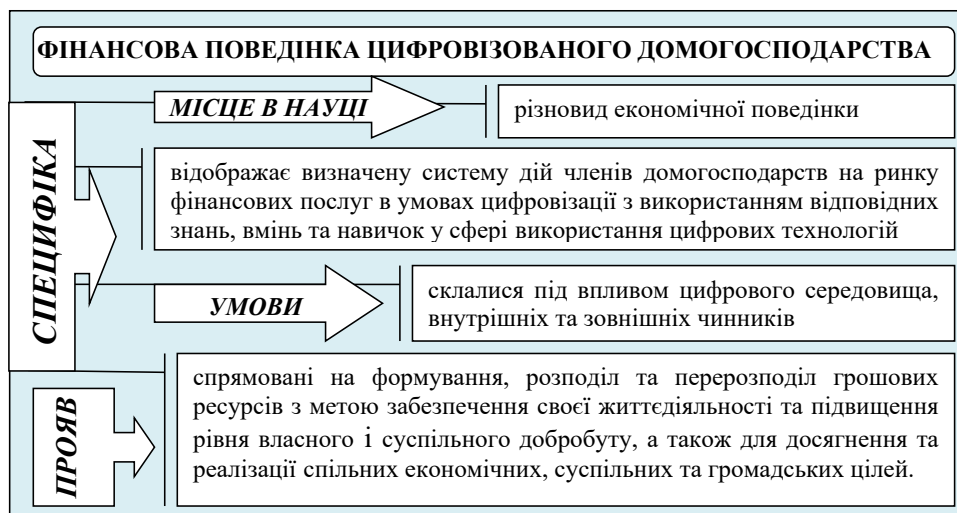 ФІНАНСОВА ПОВЕДІНКА ЦИФРОВІЗОВАНОГО ДОМОГОСПОДАРСТВА
МІСЦЕ В НАУЦІ
різновид економічної поведінки
СПЕЦИФІКА
відображає визначену систему дій членів домогосподарств на ринку
фінансових послуг в умовах цифровізації з використанням відповідних
знань, вмінь та навичок у сфері використання цифрових технологій
УМОВИ
склалися під впливом цифрового середовища,
внутрішніх та зовнішніх чинників
ПРОЯВ
спрямовані на формування, розподіл та перерозподіл грошових
ресурсів з метою забезпечення своєї життєдіяльності та підвищення
рівня власного і суспільного добробуту, а також для досягнення та
реалізації спільних економічних, суспільних та громадських цілей.